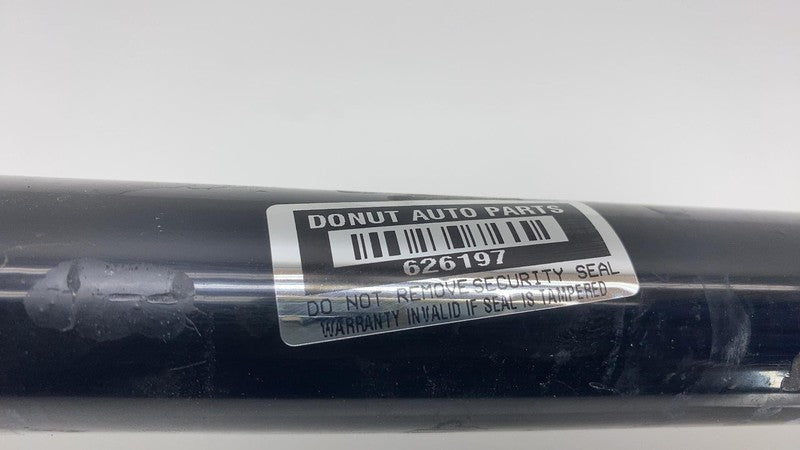 DONUT AUTO PARTS
626197
DO NOT REMOVE SECURITY SEAL
WARRANTY INVALID IF SEAL IS TAMPERED